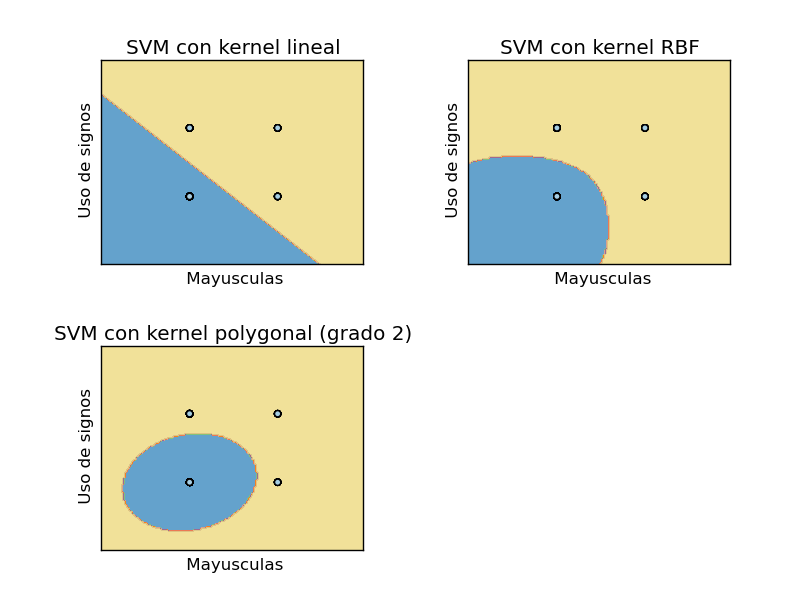 SVM con kernel lineal
Uso de signos
Mayusculas
SVM con kernel RBF
Uso de signos
Mayusculas
SVM con kernel polygonal (grado 2)
Uso de signos
Mayusculas